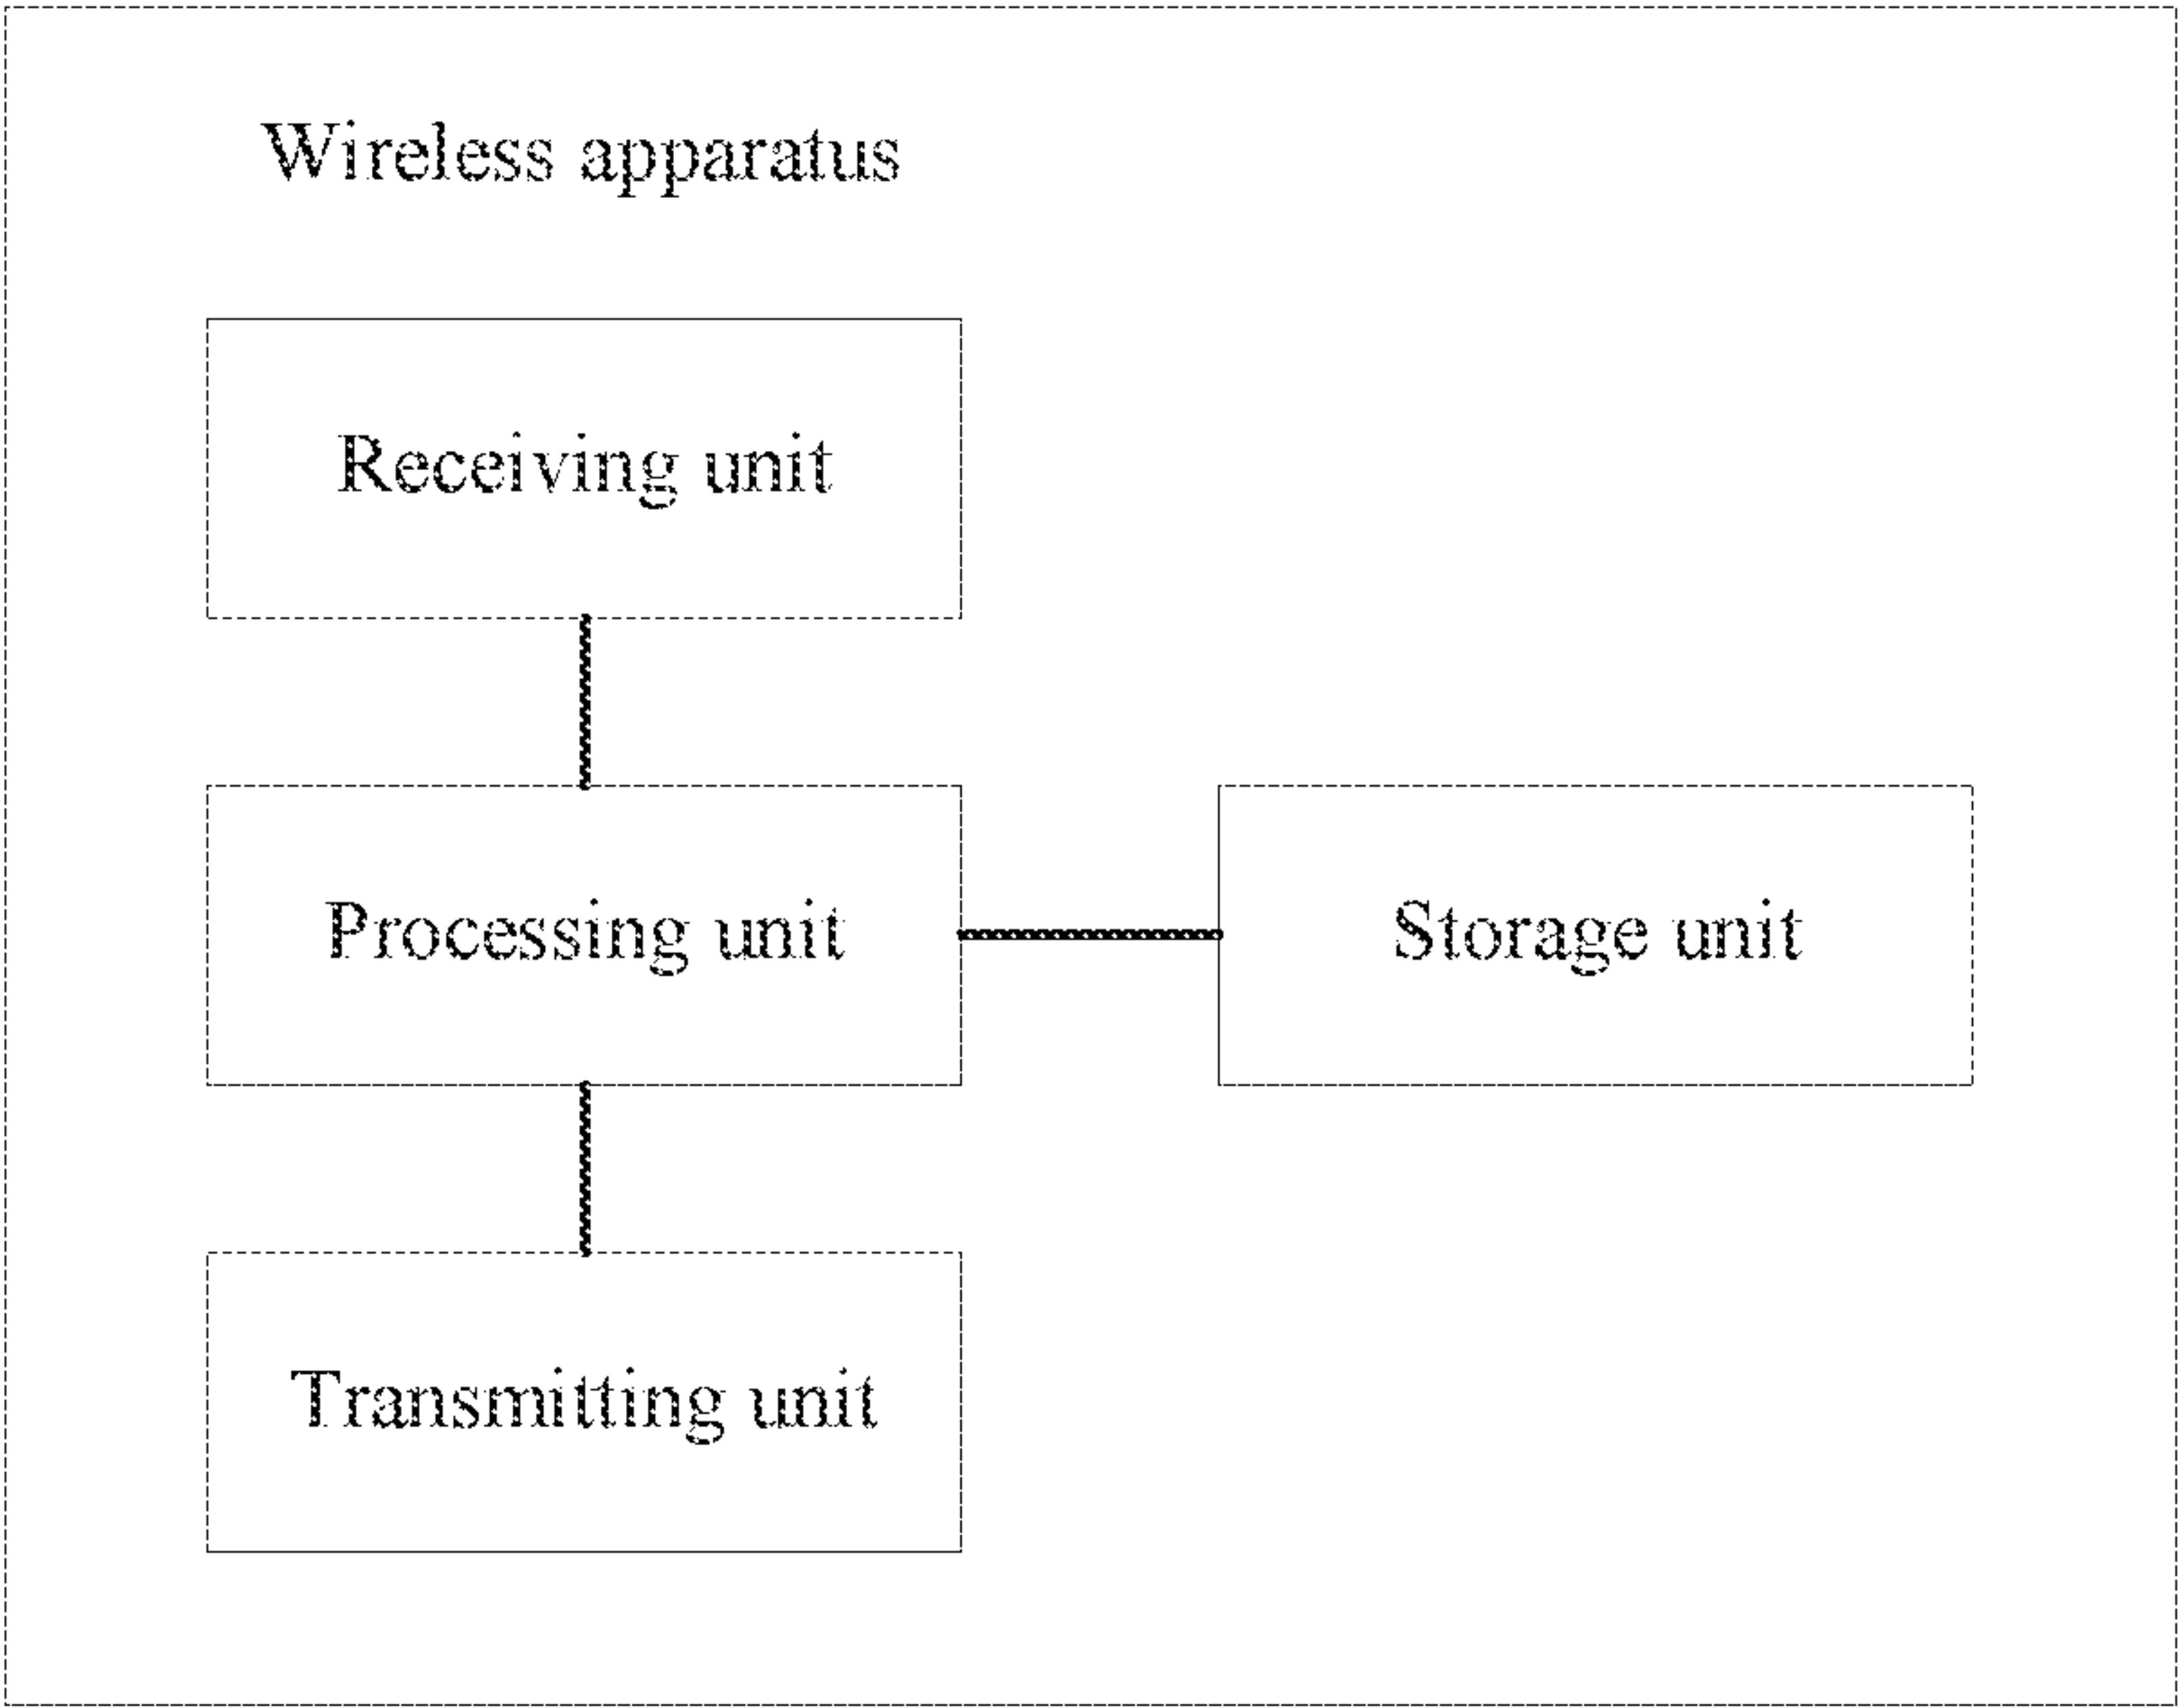 Wireless apparatus
Receiving unit
Processing unit
Storage unit
Transmitting unit